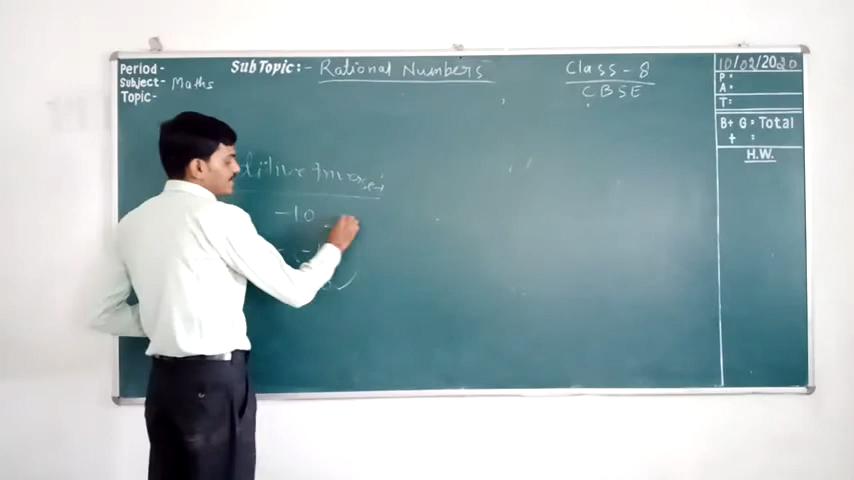 Period-
Subject- Maths
Topic-
Sub Topic:- Rational Numbers
Class - 8
CBSE
10/02/2020
P=
A=
T=
B+ G = Total
+ =
H.W.
-10